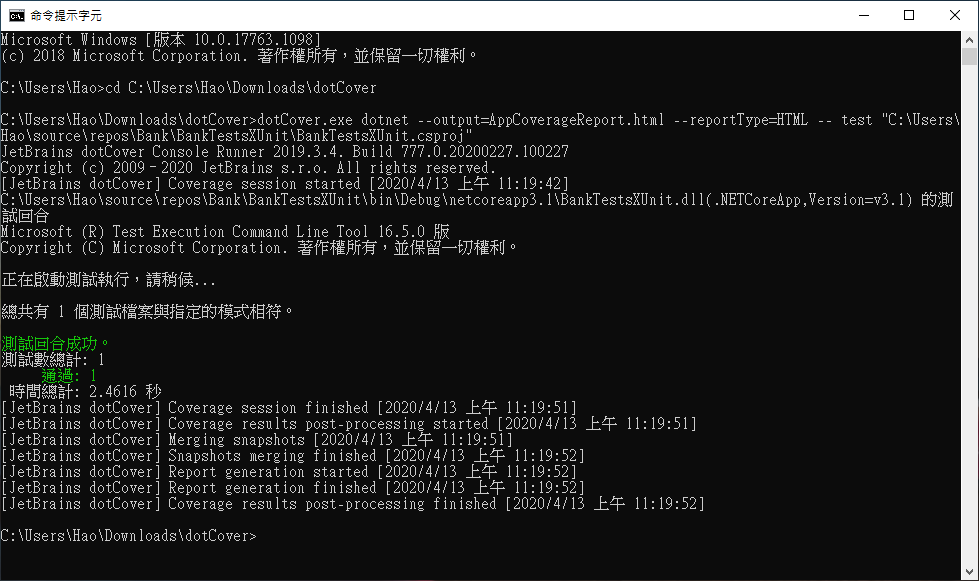 命令提示字元
Microsoft Windows [版本 10.0.17763.1098]
(c) 2018 Microsoft Corporation. 著作權所有，並保留一切權利。
C:\Users\Hao>cd C:\Users\Hao\Downloads\dotCover
C:\Users\Hao\Downloads\dotCover>dotCover.exe dotnet --output=AppCoverageReport.html --reportType=HTML -- test "C:\Users\
Hao\source\repos\Bank\BankTestsXUnit\BankTestsXUnit.csproj"
JetBrains dotCover Console Runner 2019.3.4. Build 777.0.20200227.100227
Copyright (c) 2009-2020 JetBrains s.r.o. All rights reserved.
[JetBrains dotCover] Coverage session started [2020/4/13 上午 11:19:42]
C:\Users\Hao\source\repos\Bank\BankTestsXUnit\bin\Debug\netcoreapp3.1\BankTestsXUnit.dll(.NETCoreApp,Version=v3.1) 的測
試回合
Microsoft (R) Test Execution Command Line Tool 16.5.0 版
Copyright (C) Microsoft Corporation. 著作權所有，並保留一切權利。
正在啟動測試執行，請稍候...
總共有 1 個測試檔案與指定的模式相符。
測試回合成功。
測試數總計: 1
通過: 1
時間總計: 2.4616 秒
[JetBrains dotCover] Coverage session finished [2020/4/13 上午 11:19:51]
[JetBrains dotCover] Coverage results post-processing started [2020/4/13 上午 11:19:51]
[JetBrains dotCover] Merging snapshots [2020/4/13 上午 11:19:51]
[JetBrains dotCover] Snapshots merging finished [2020/4/13 上午 11:19:52]
[JetBrains dotCover] Report generation started [2020/4/13 上午 11:19:52]
[JetBrains dotCover] Report generation finished [2020/4/13 上午 11:19:52]
[JetBrains dotCover] Coverage results post-processing finished [2020/4/13 上午 11:19:52]
C:\Users\Hao\Downloads\dotCover>